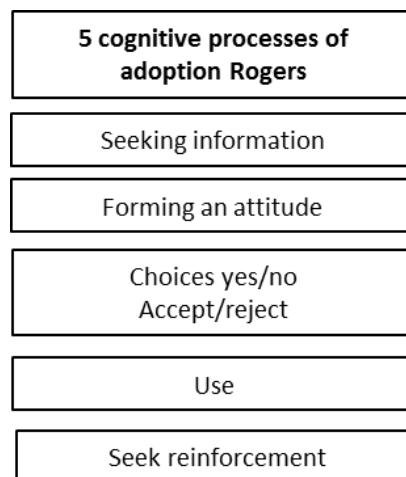 5 cognitive processes of
adoption Rogers
Seeking information
Forming an attitude
Choices yes/no
Accept/reject
Use
Seek reinforcement